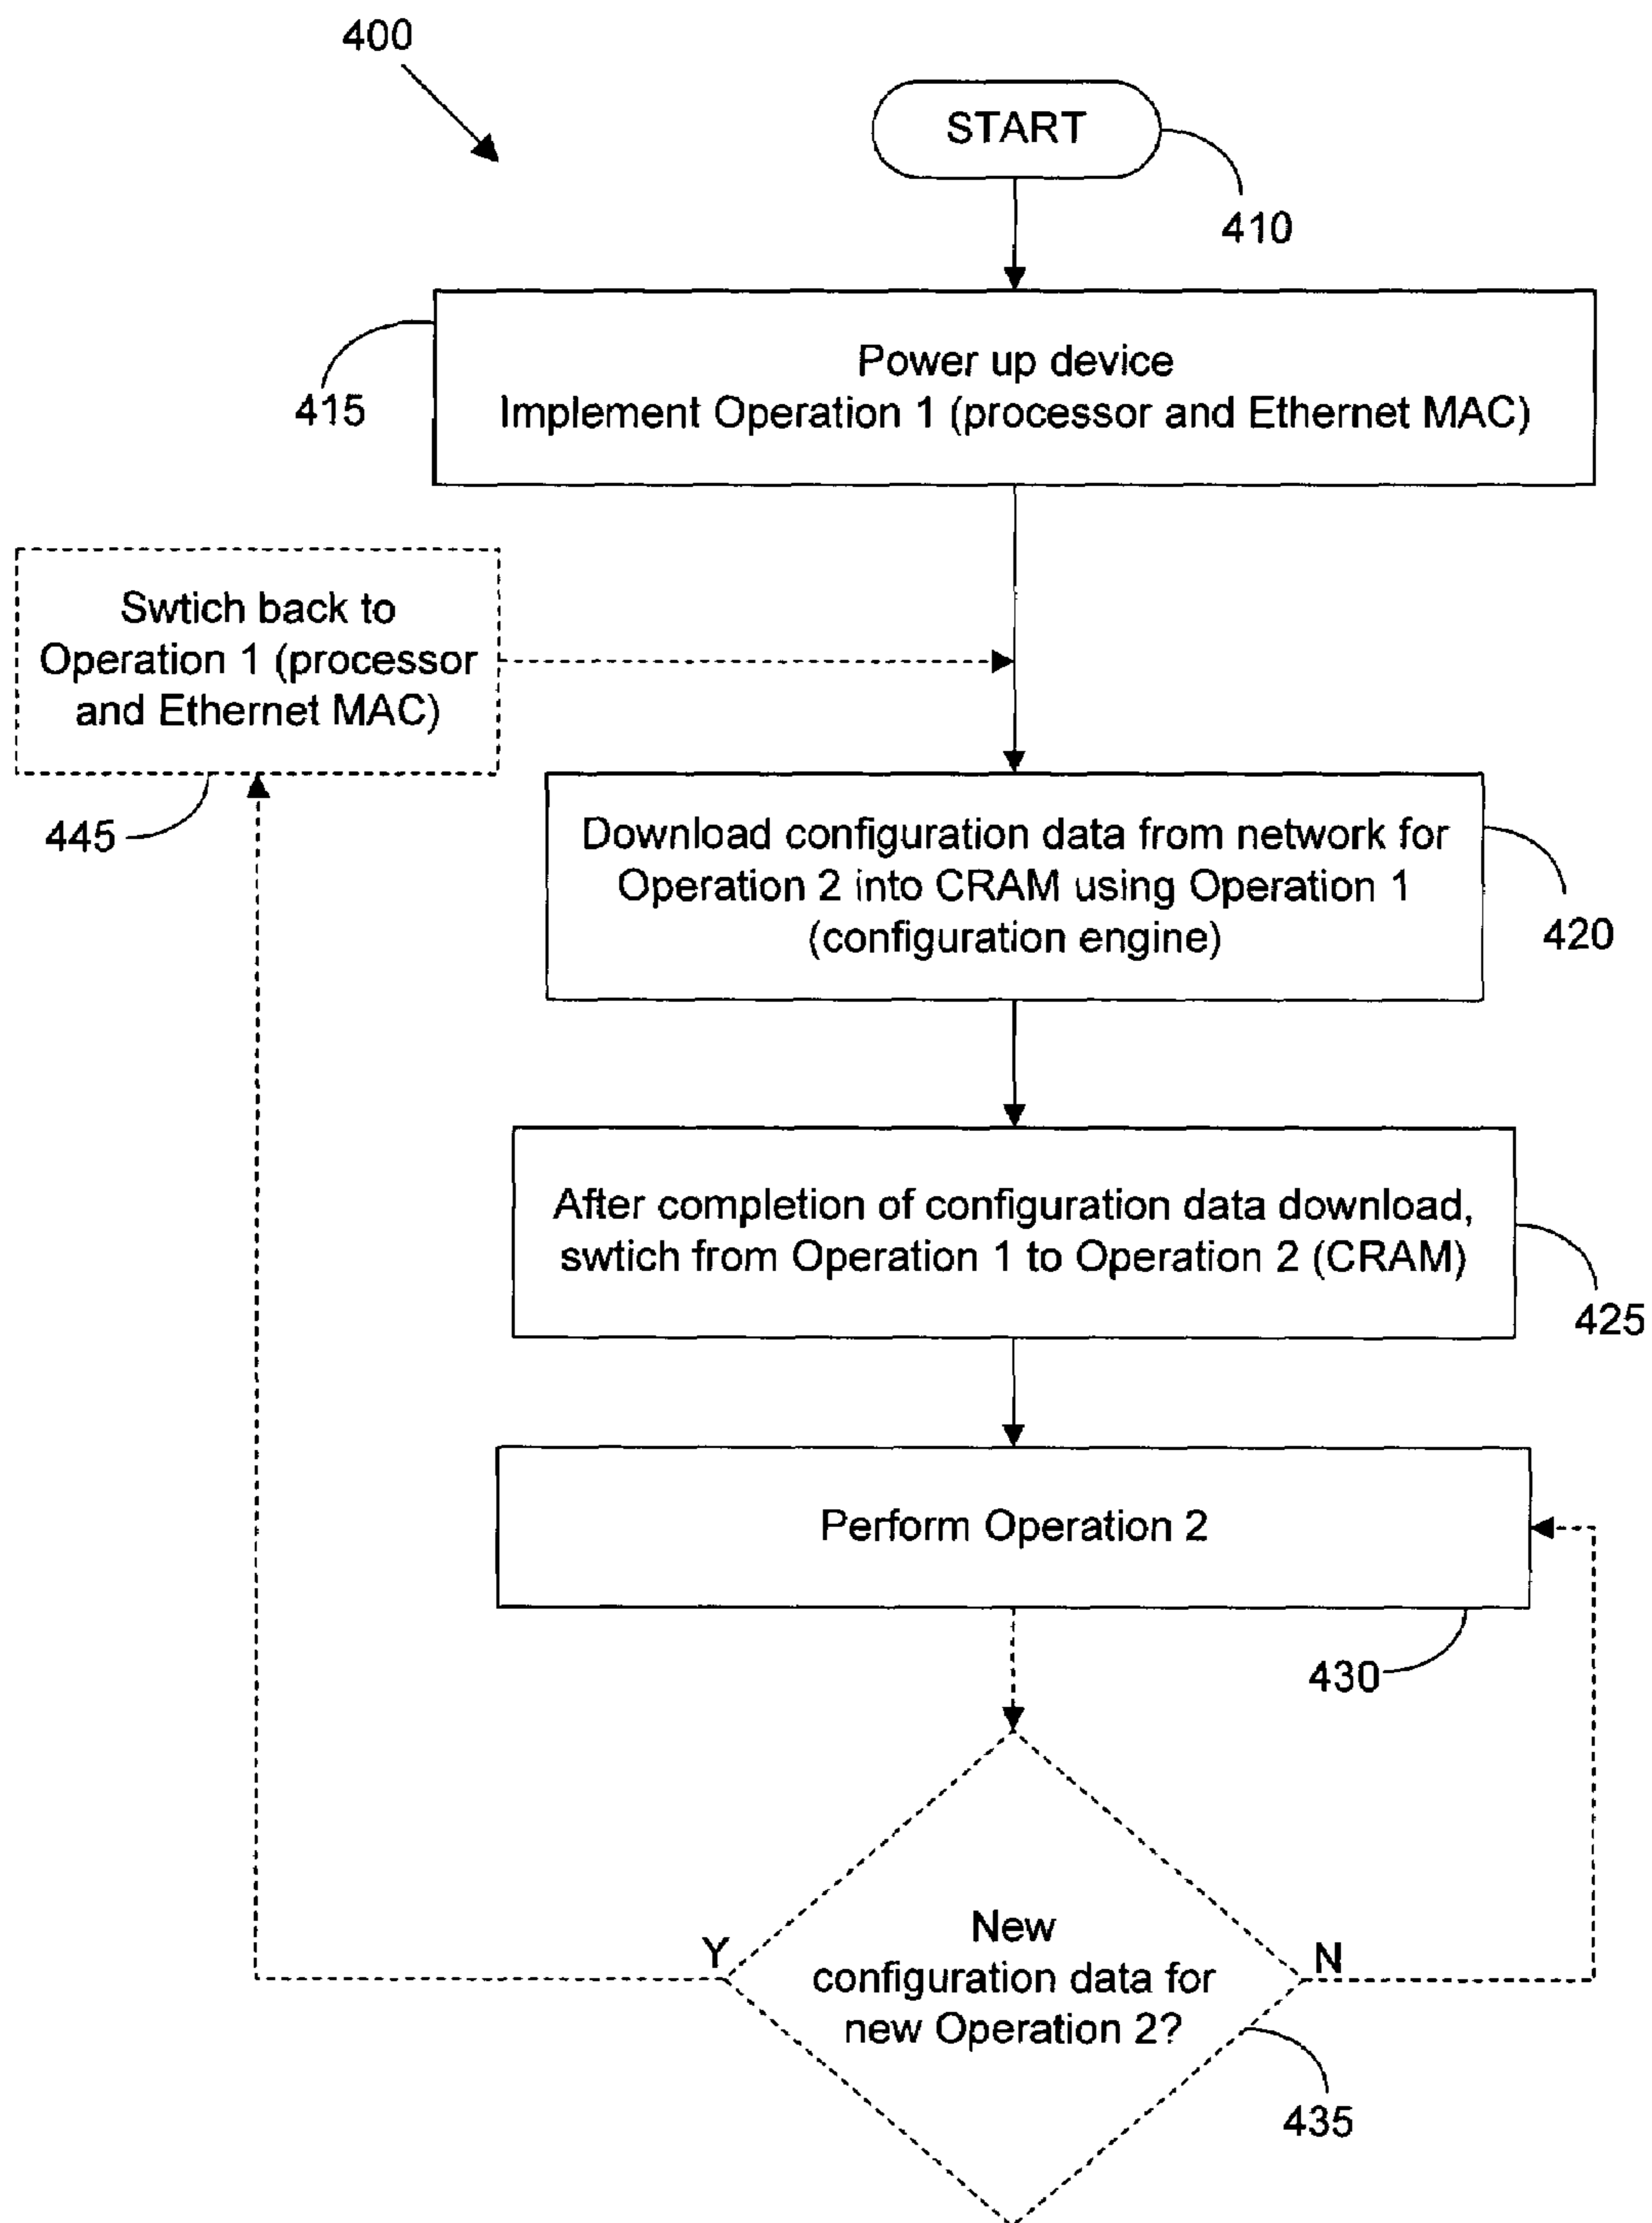 400
START
410
Power up device
Implement Operation 1 (processor and Ethernet MAC)
415
Swtich back to
Operation 1 (processor
and Ethernet MAC)
445
Download configuration data from network for
Operation 2 into CRAM using Operation 1
(configuration engine)
420
After completion of configuration data download,
swtich from Operation 1 to Operation 2 (CRAM)
425
Perform Operation 2
430
Y
New
configuration data for
new Operation 2?
N
435